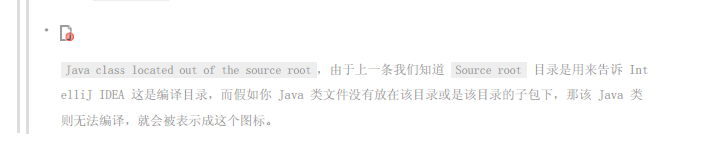 Java class located out of the source root，由于上一条我们知道 Source root 目录是用来告诉 Int
elliJ IDEA 这是编译目录，而假如你 Java 类文件没有放在该目录或是该目录的子包下，那该 Java 类
则无法编译，就会被表示成这个图标。